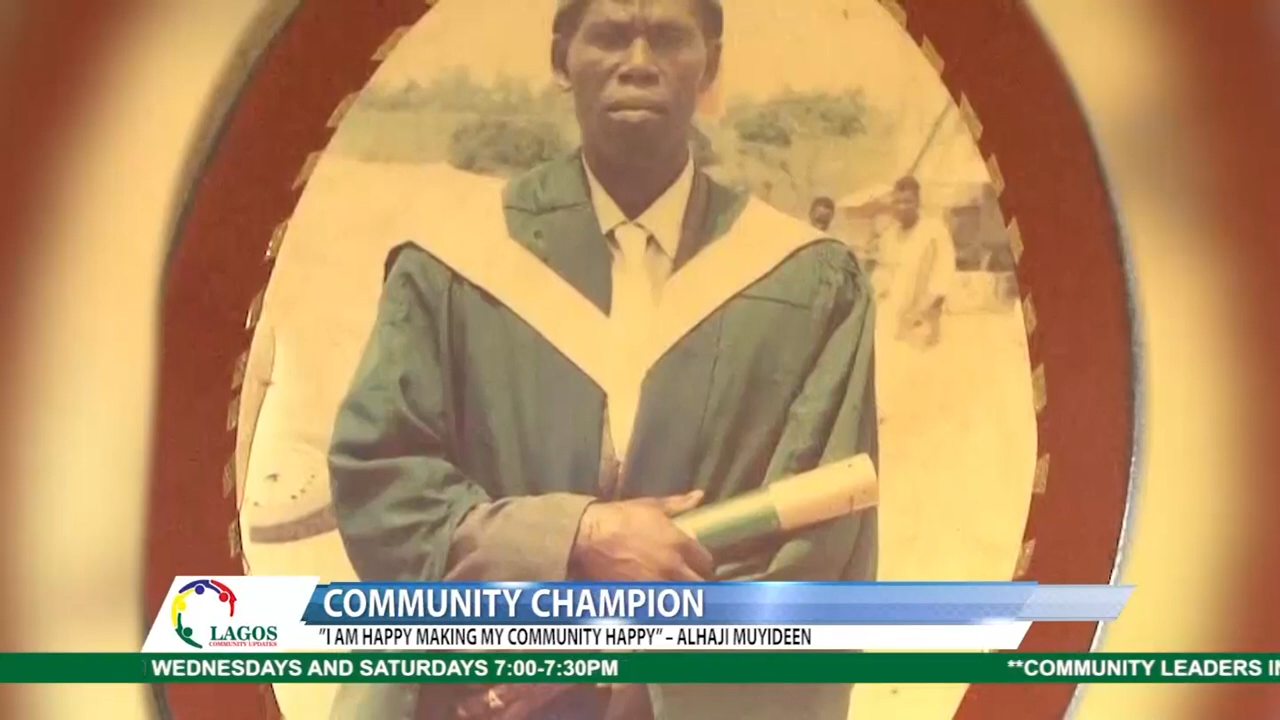 COMMUNITY CHAMPION
LAGOS
COMMUNITY UPDATES
"I AM HAPPY MAKING MY COMMUNITY HAPPY" – ALHAJI MUYIDEEN
WEDNESDAYS AND SATURDAYS 7:00-7:30PM
**COMMUNITY LEADERS